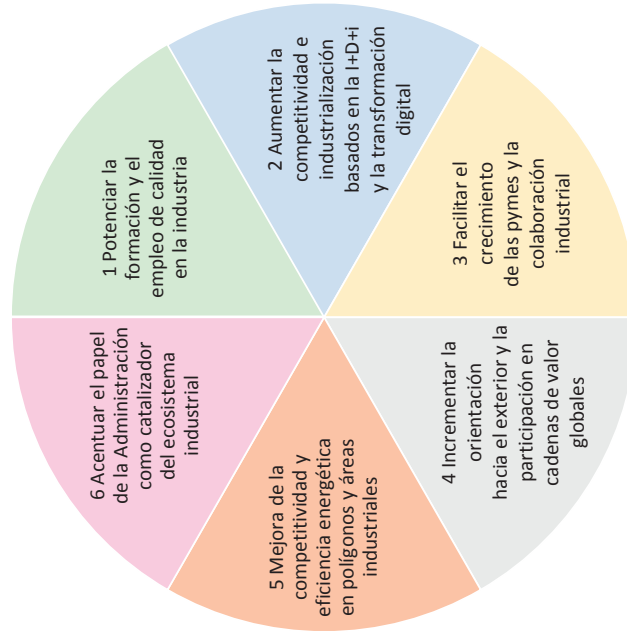 1 Potenciar la
formación y el
empleo de calidad
en la industria
2 Aumentar la
competitividad e
industrialización
basados en la I+D+i
y la transformación
digital
3 Facilitar el
crecimiento
de las pymes y la
colaboración
industrial
4 Incrementar la
orientación
hacia el exterior y la
participación en
cadenas de valor
globales
5 Mejora de la
competitividad y
eficiencia energética
en polígonos y áreas
industriales
6 Acentuar el papel
de la Administración
como catalizador
del ecosistema
industrial